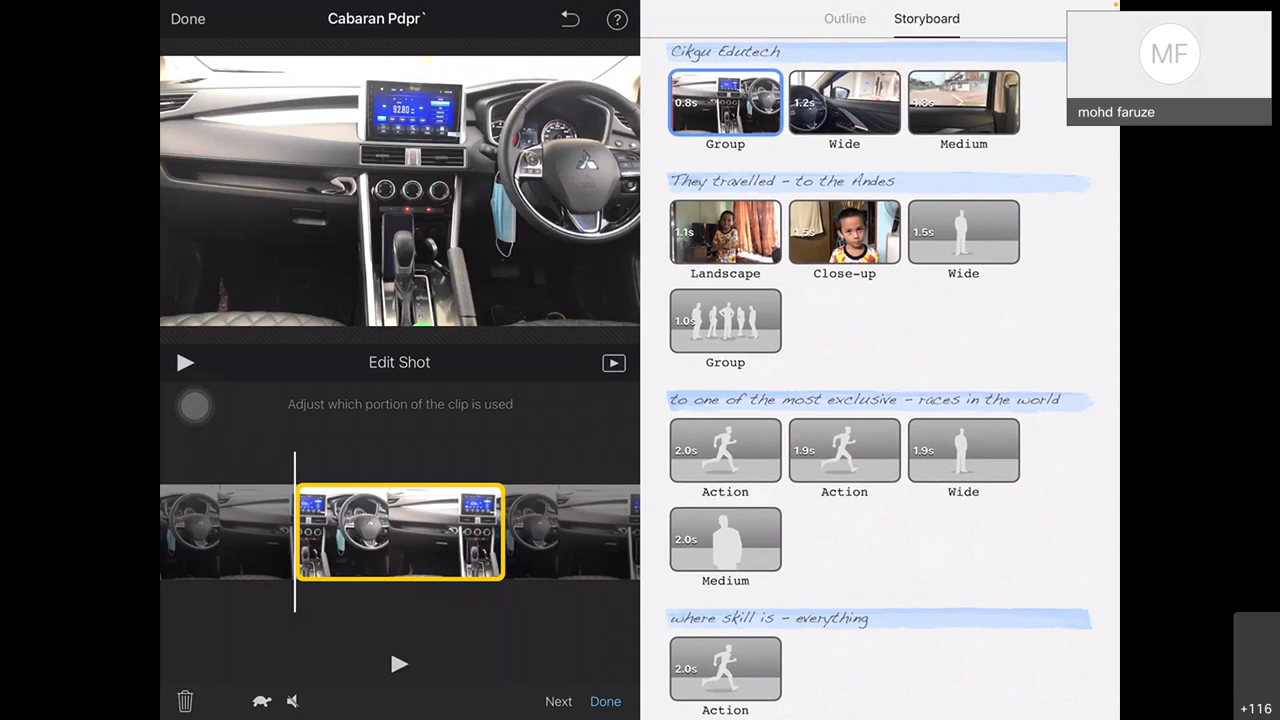 Done
Cabaran Pdpr`
?
Outline
Storyboard
MF
mohd faruze
92.80
Cikgu Edutech
0.8s
1.2s
1.8s
Group
Wide
Medium
They travelled - to the Andes
1.1s
1.5s
1.5s
Landscape
Close-up
Wide
1.0s
Group
Edit Shot
Adjust which portion of the clip is used
to one of the most exclusive - races in the world
2.0s
1.9s
1.9s
Action
Action
Wide
2.0s
Medium
where skill is - everything
2.0s
Action
Next
Done
+116